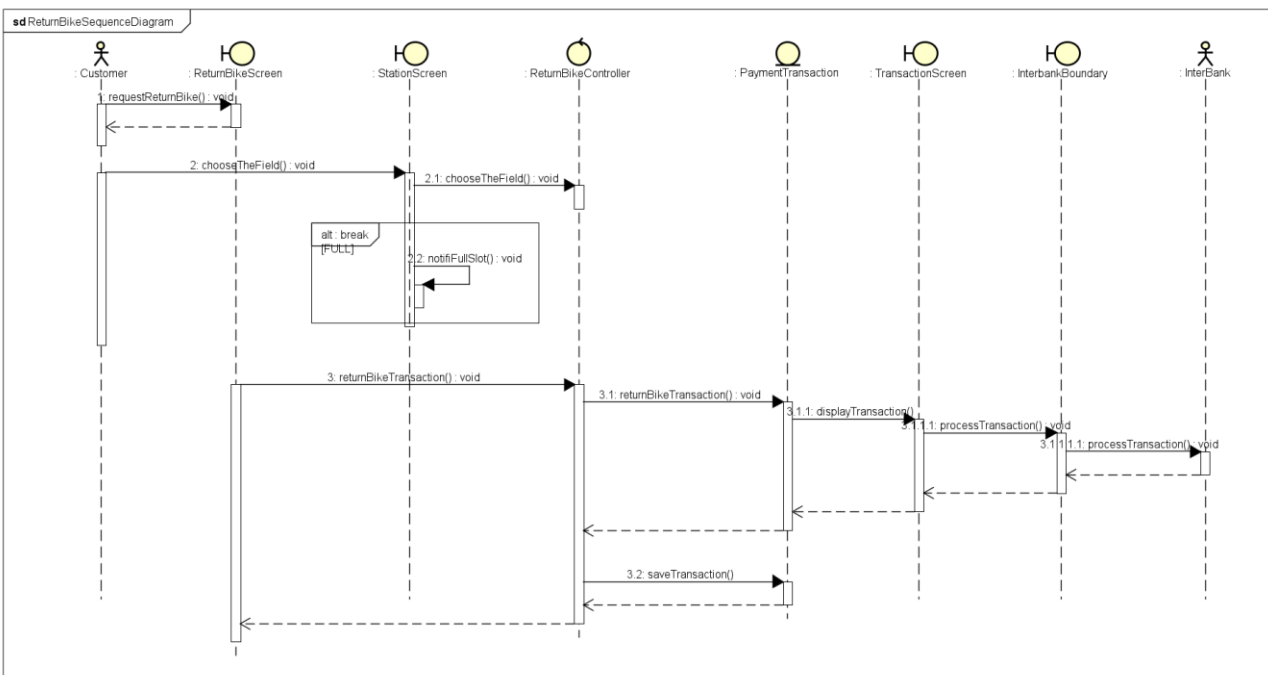 sd ReturnBikeSequenceDiagram
: Customer
: ReturnBikeScreen
: StationScreen
: ReturnBikeController
: PaymentTransaction
: TransactionScreen
: InterbankBoundary
: InterBank
1: requestReturnBike() : void
2: chooseTheField() : void
2.1: chooseTheField() : void
alt : break
[FULL]
2.2: notifiFullSlot() : void
3: returnBikeTransaction() : void
3.1: returnBikeTransaction() : void
3.1.1: displayTransaction()
3.1.1.1: processTransaction() : void
3.1.1.1.1: processTransaction() : void
3.2: saveTransaction()